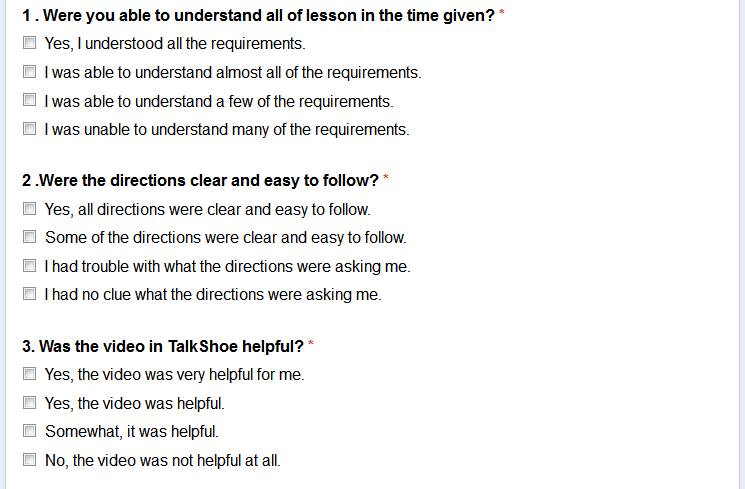 1 . Were you able to understand all of lesson in the time given? *
Yes, I understood all the requirements.
I was able to understand almost all of the requirements.
I was able to understand a few of the requirements.
I was unable to understand many of the requirements.
2 .Were the directions clear and easy to follow? *
Yes, all directions were clear and easy to follow.
Some of the directions were clear and easy to follow.
I had trouble with what the directions were asking me.
I had no clue what the directions were asking me.
3. Was the video in TalkShoe helpful? *
Yes, the video was very helpful for me.
Yes, the video was helpful.
Somewhat, it was helpful.
No, the video was not helpful at all.